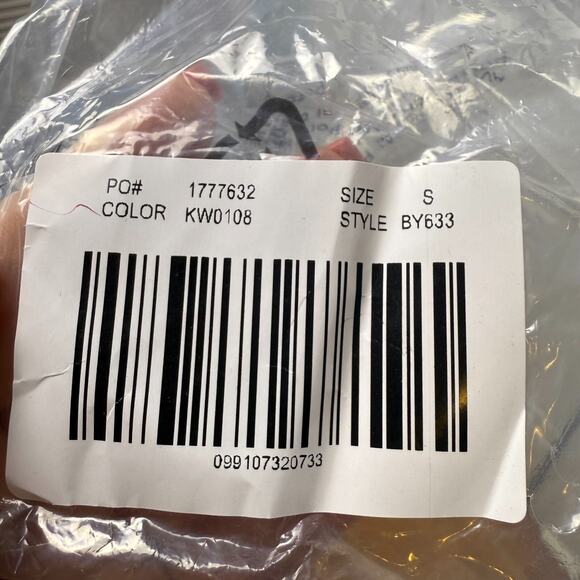 PO# 1777632 SIZE S
COLOR KW0108 STYLE BY633
099107320733